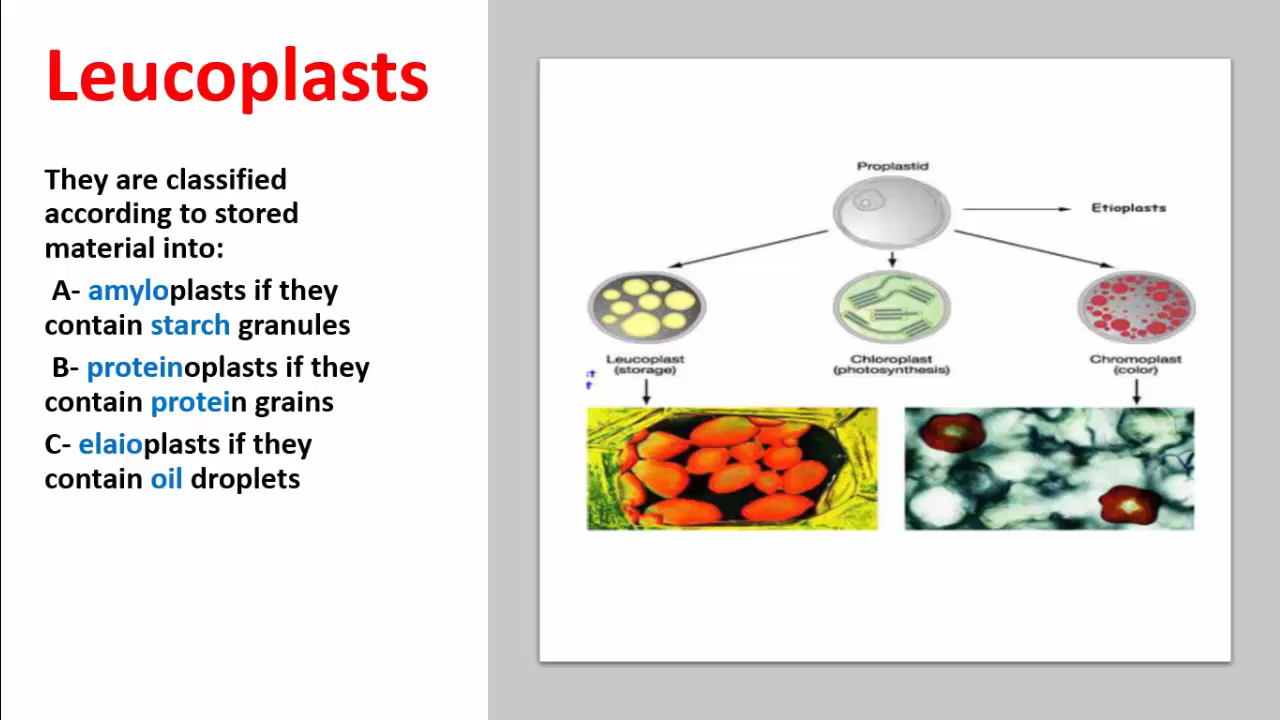 Leucoplasts
They are classified
according to stored
material into:
A- amyloplasts if they
contain starch granules
B- proteinoplasts if they
contain protein grains
C- elaioplasts if they
contain oil droplets
Proplastid
Etioplasts
Leucoplast
(storage)
Chloroplast
(photosynthesis)
Chromoplast
(color)